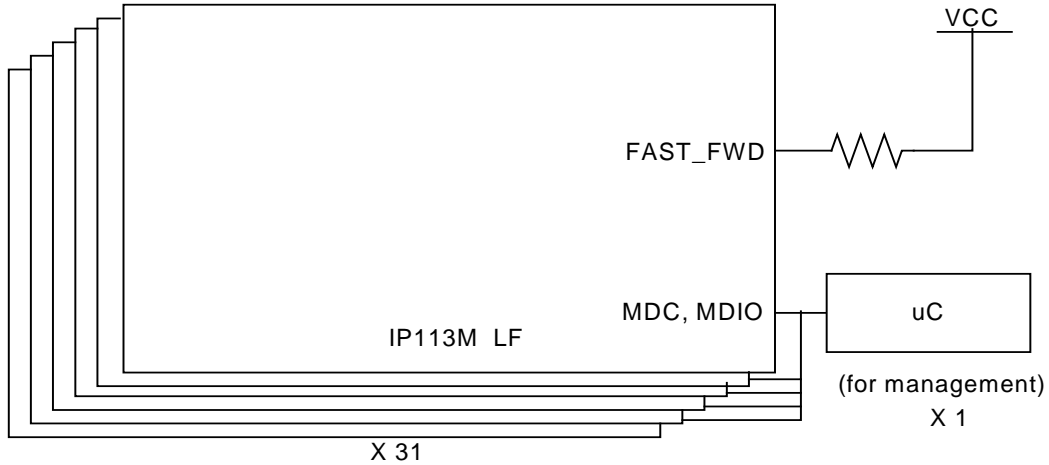 VCC
FAST_FWD
MDC, MDIO
uC
IP113M LF
(for management)
X 1
X 31